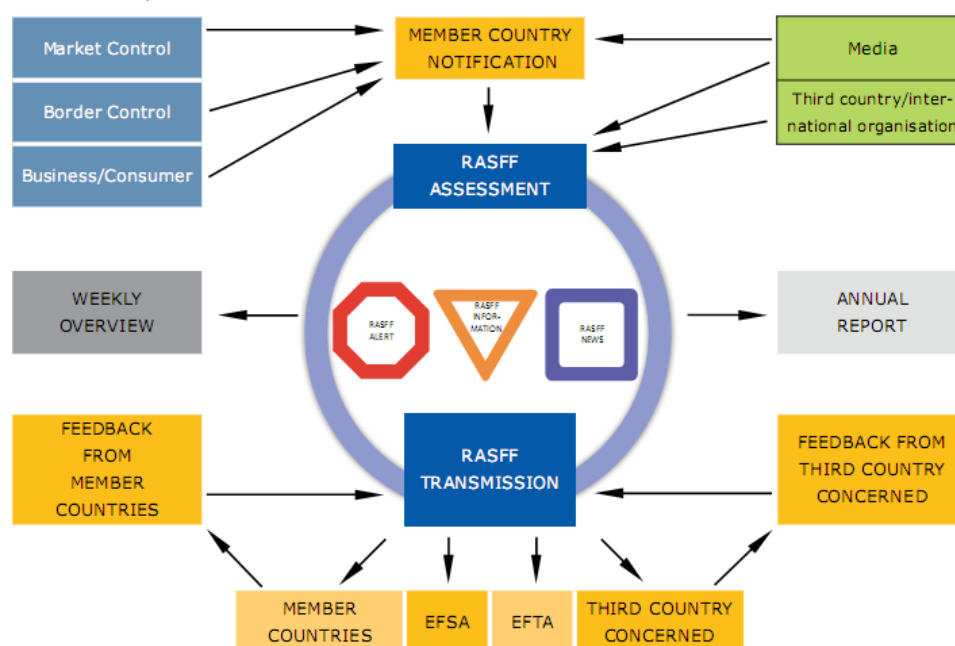 Market Control
MEMBER COUNTRY
NOTIFICATION
Media
Border Control
Third country/inter-
national organisation
Business/Consumer
RASFF
ASSESSMENT
WEEKLY
OVERVIEW
RASFF
ALERT
RASFF
INFOR-
MATION
RASFF
NEWS
ANNUAL
REPORT
FEEDBACK
FROM
MEMBER
COUNTRIES
RASFF
TRANSMISSION
FEEDBACK FROM
THIRD COUNTRY
CONCERNED
MEMBER
COUNTRIES
EFSA
EFTA
THIRD COUNTRY
CONCERNED